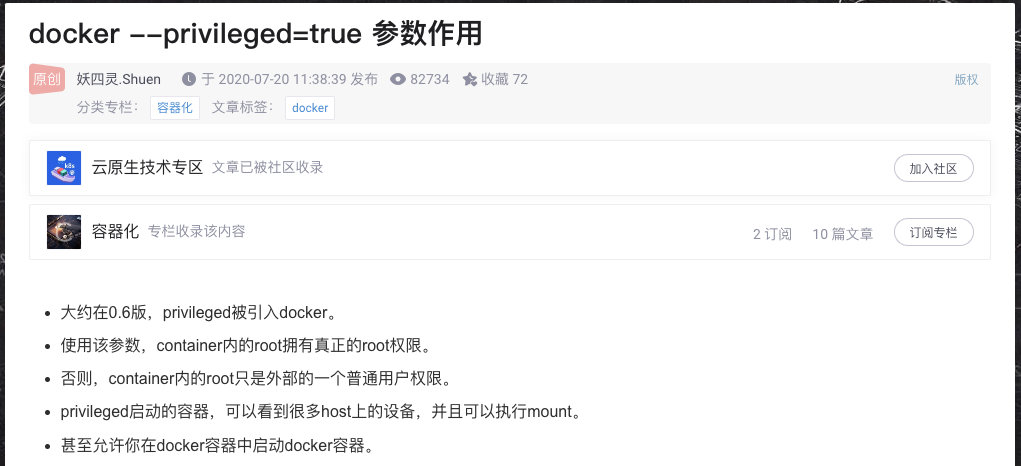 docker --privileged=true 参数作用
原创 妖四灵.Shuen 于 2020-07-20 11:38:39 发布 82734 收藏 72 版权
分类专栏： 容器化 文章标签： docker
云原生技术专区 文章已被社区收录 加入社区
容器化 专栏收录该内容 2 订阅 10 篇文章 订阅专栏
大约在0.6版，privileged被引入docker。
使用该参数，container内的root拥有真正的root权限。
否则，container内的root只是外部的一个普通用户权限。
privileged启动的容器，可以看到很多host上的设备，并且可以执行mount。
甚至允许你在docker容器中启动docker容器。